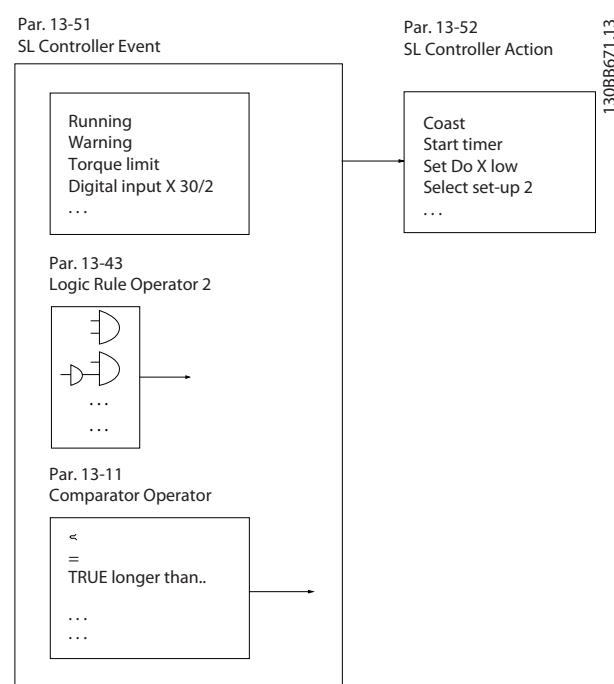 Par. 13-51
SL Controller Event
Par. 13-52
SL Controller Action
130BB671.13
Running
Warning
Torque limit
Digital input X 30/2
. . .
Coast
Start timer
Set Do X low
Select set-up 2
. . .
Par. 13-43
Logic Rule Operator 2
. . .
. . .
Par. 13-11
Comparator Operator
=
TRUE longer than..
. . .
. . .